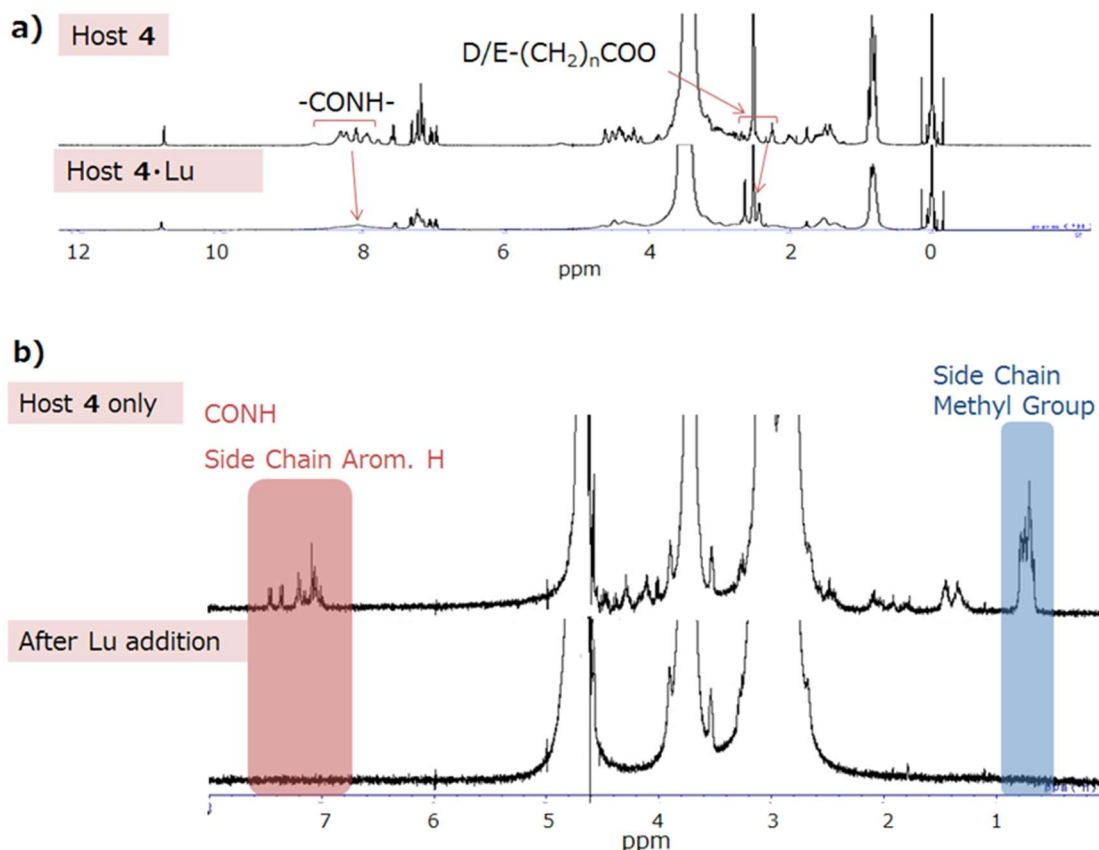 a)
Host 4
D/E-(CH2)nCOO
-CONH-
Host 4·Lu
12 10 8 6 4 2 0
ppm
b)
Host 4 only
CONH
Side Chain Arom. H
Side Chain
Methyl Group
After Lu addition
7 6 5 4 3 2 1
ppm